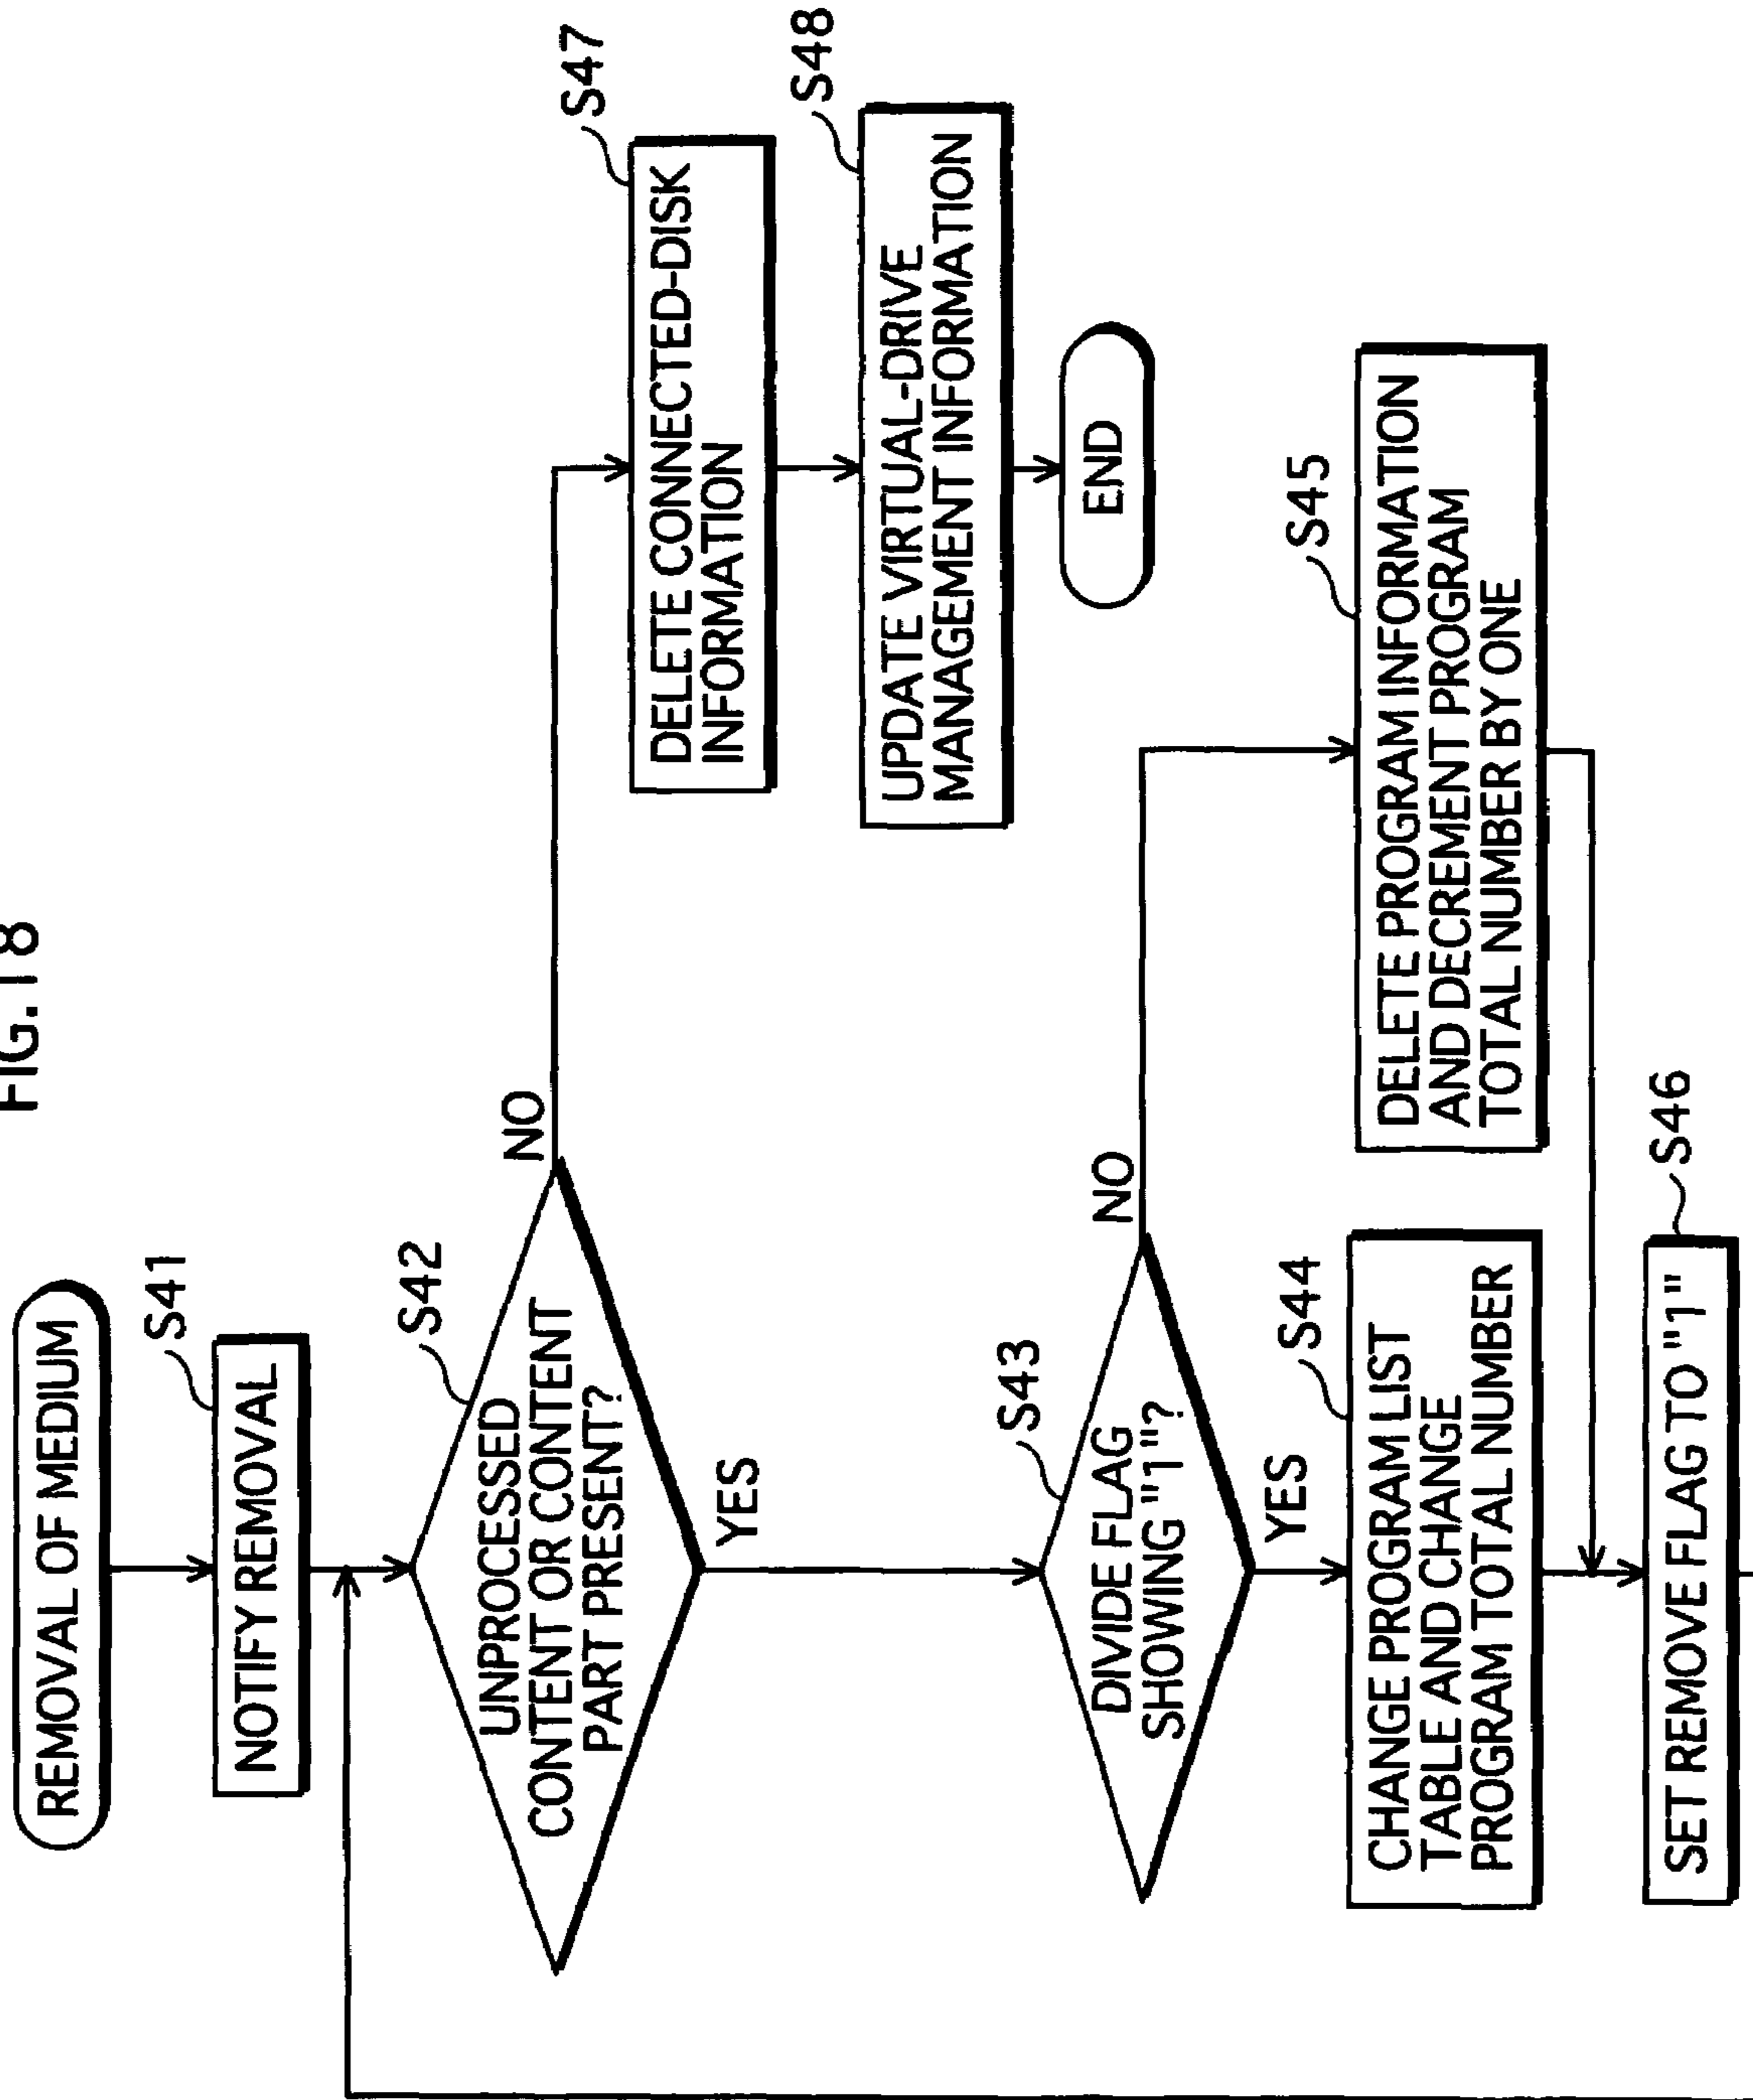 FIG.18
REMOVAL OF MEDIUM
S41
NOTIFY REMOVAL
S42
UNPROCESSED
CONTENT OR CONTENT
PART PRESENT?
NO
YES
S47
DELETE CONNECTED-DISK
INFORMATION
S48
UPDATE VIRTUAL-DRIVE
MANAGEMENT INFORMATION
END
S43
DIVIDE FLAG
SHOWING "1"?
NO
YES
S44
CHANGE PROGRAM LIST
TABLE AND CHANGE
PROGRAM TOTAL NUMBER
S45
DELETE PROGRAM INFORMATION
AND DECREMENT PROGRAM
TOTAL NUMBER BY ONE
S46
SET REMOVE FLAG TO "1"